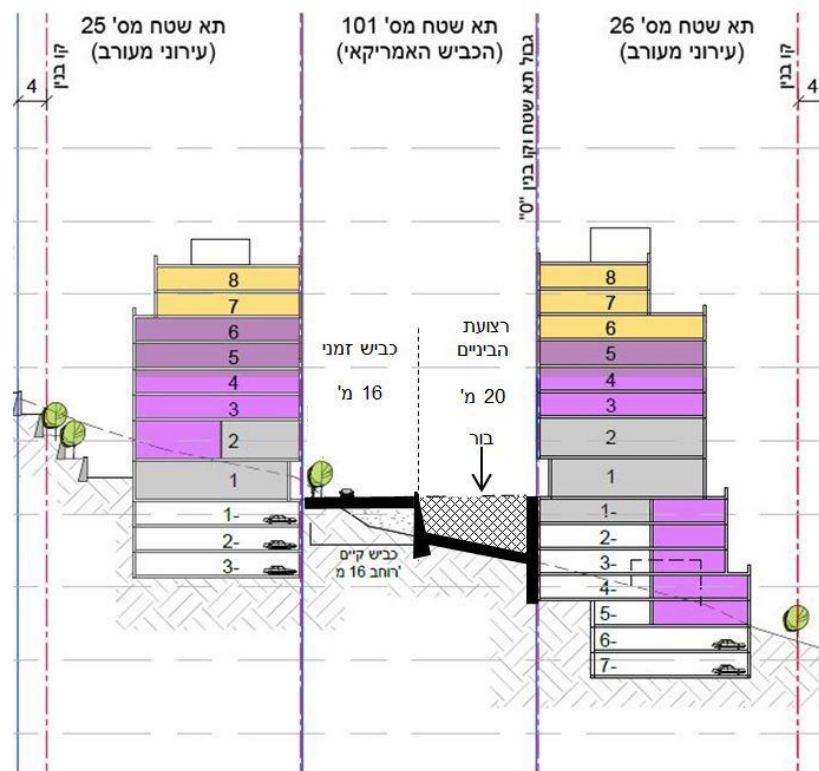 תא שטח מס' 26
(עירוני מעורב)
תא שטח מס' 101
(הכביש האמריקאי)
תא שטח מס' 25
(עירוני מעורב)
קו בנין
4
גבול תא שטח וקו בנין "0"
קו בנין
4
8
7
6
5
4
3
2
1
1-
2-
3-
4-
5-
6-
7-
רצועת
הביניים
20 מ'
בור
כביש זמני
16 מ'
כביש קיים
רוחב 16 מ'
8
7
6
5
4
3
2
1
1-
2-
3-